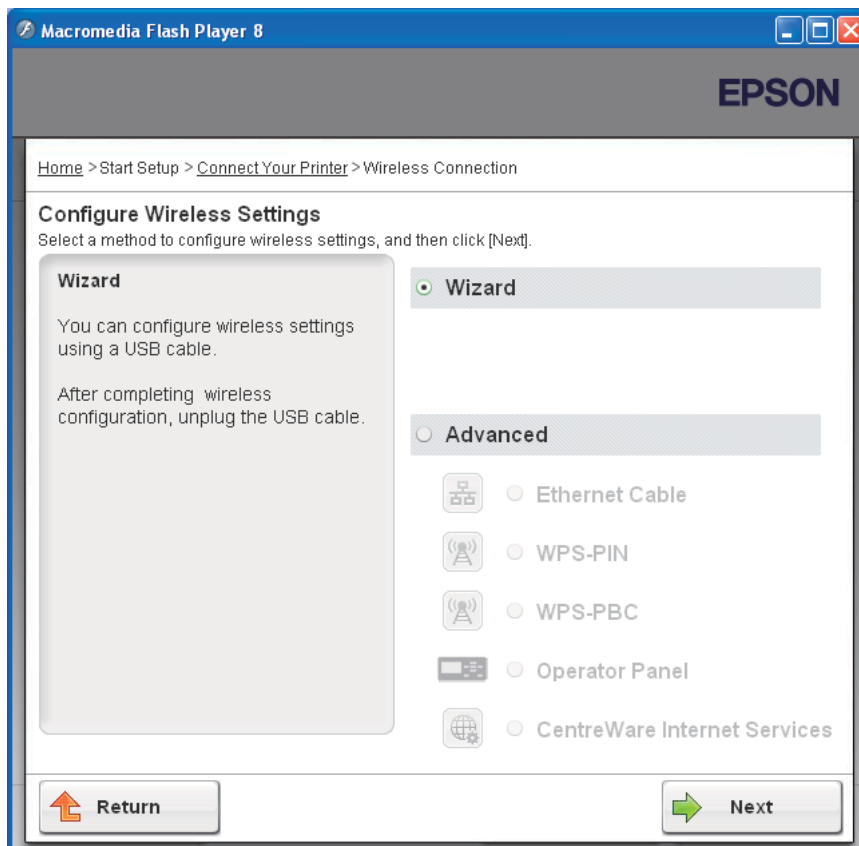 Macromedia Flash Player 8
EPSON
Home > Start Setup > Connect Your Printer > Wireless Connection
Configure Wireless Settings
Select a method to configure wireless settings, and then click [Next].
Wizard
You can configure wireless settings
using a USB cable.
After completing wireless
configuration, unplug the USB cable.
Wizard
Advanced
Ethernet Cable
WPS-PIN
WPS-PBC
Operator Panel
CentreWare Internet Services
Return
Next